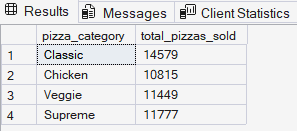 Results Messages Client Statistics
pizza_category total_pizzas_sold
1 Classic 14579
2 Chicken 10815
3 Veggie 11449
4 Supreme 11777